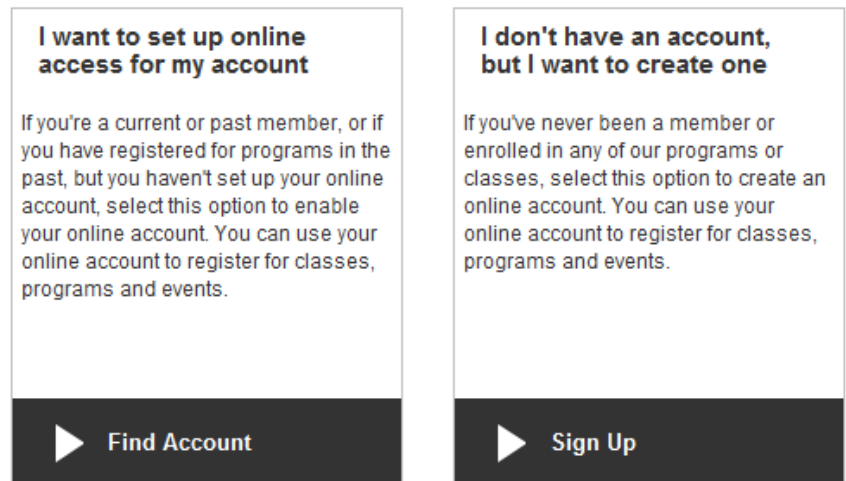 I want to set up online
access for my account
If you're a current or past member, or if
you have registered for programs in the
past, but you haven't set up your online
account, select this option to enable
your online account. You can use your
online account to register for classes,
programs and events.
Find Account
I don't have an account,
but I want to create one
If you've never been a member or
enrolled in any of our programs or
classes, select this option to create an
online account. You can use your
online account to register for classes,
programs and events.
Sign Up